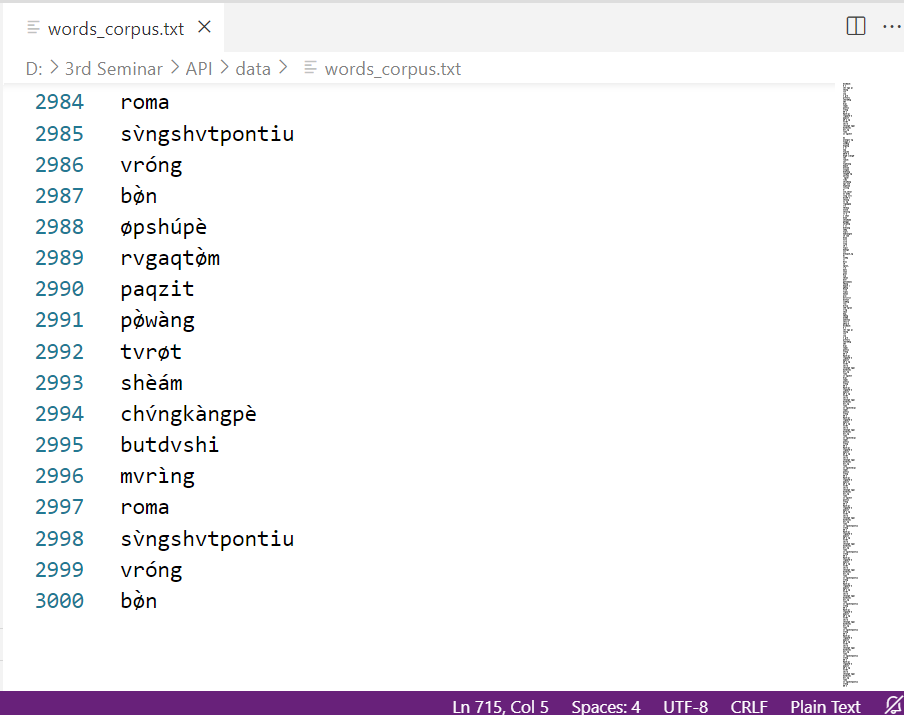 words_corpus.txt ×
D: > 3rd Seminar > API > data > words_corpus.txt
2984 roma
2985 sv̀ngshvtpontiu
2986 vróng
2987 bø̀n
2988 øpshúpè
2989 rvgaqtø̀m
2990 paqzit
2991 pø̀wàng
2992 tvrøt
2993 shèám
2994 chv́ngkàngpè
2995 butdvshi
2996 mvrìng
2997 roma
2998 sv̀ngshvtpontiu
2999 vróng
3000 bø̀n
Ln 715, Col 5 Spaces: 4 UTF-8 CRLF Plain Text